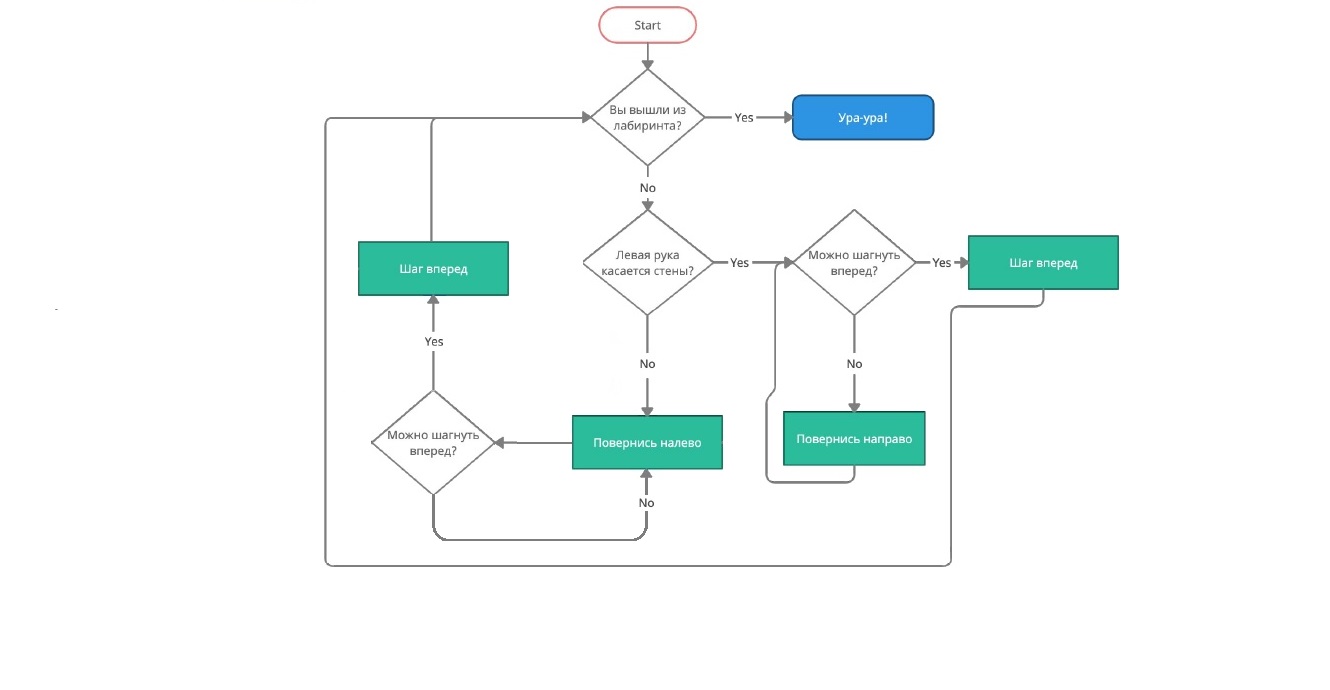 Start
Вы вышли из
лабиринта?
Yes
Ура-ура!
No
Левая рука
касается стены?
Yes
Можно шагнуть
вперед?
Yes
Шаг вперед
Шаг вперед
Yes
No
No
Можно шагнуть
вперед?
Повернись налево
Повернись направо
No